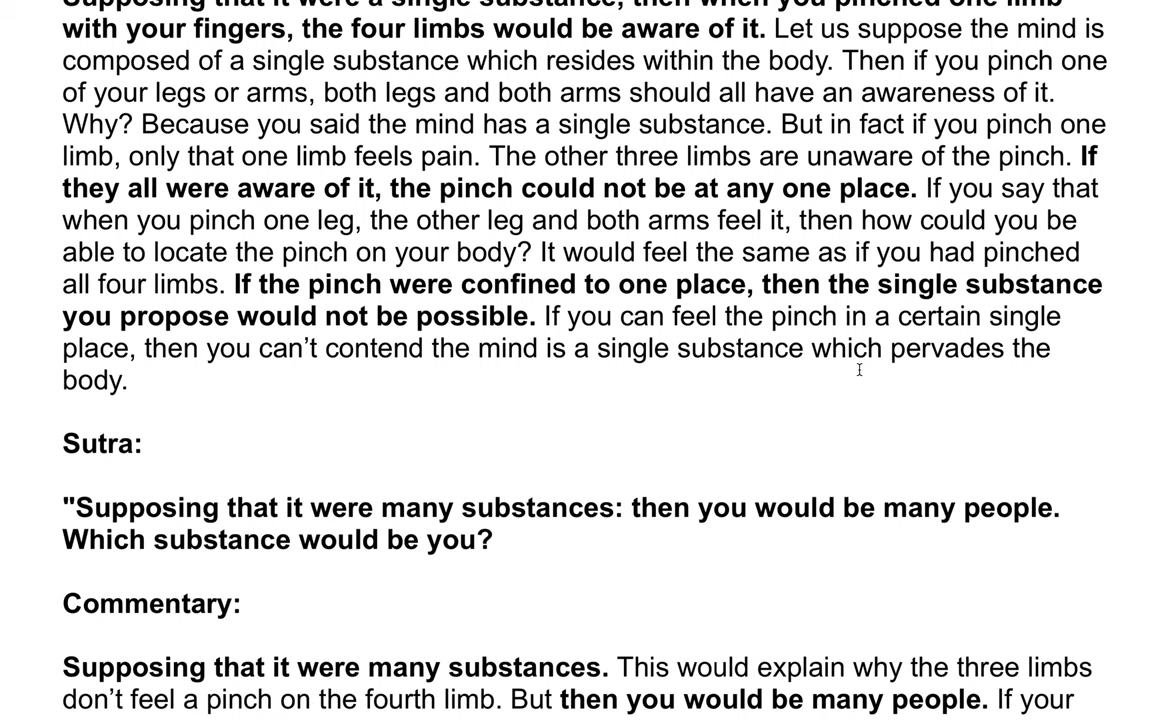 Supposing that it were a single substance, then when you pinched one limb
with your fingers, the four limbs would be aware of it. Let us suppose the mind is
composed of a single substance which resides within the body. Then if you pinch one
of your legs or arms, both legs and both arms should all have an awareness of it.
Why? Because you said the mind has a single substance. But in fact if you pinch one
limb, only that one limb feels pain. The other three limbs are unaware of the pinch. If
they all were aware of it, the pinch could not be at any one place. If you say that
when you pinch one leg, the other leg and both arms feel it, then how could you be
able to locate the pinch on your body? It would feel the same as if you had pinched
all four limbs. If the pinch were confined to one place, then the single substance
you propose would not be possible. If you can feel the pinch in a certain single
place, then you can’t contend the mind is a single substance which pervades the
body.
Sutra:
"Supposing that it were many substances: then you would be many people.
Which substance would be you?
Commentary:
Supposing that it were many substances. This would explain why the three limbs
don’t feel a pinch on the fourth limb. But then you would be many people. If your